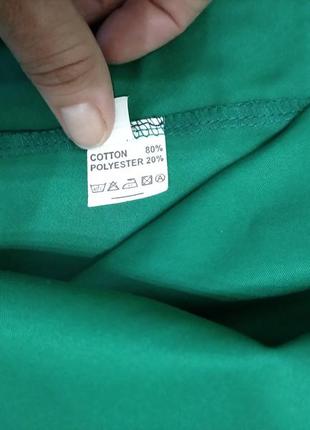 COTTON 80%
POLYESTER 20%